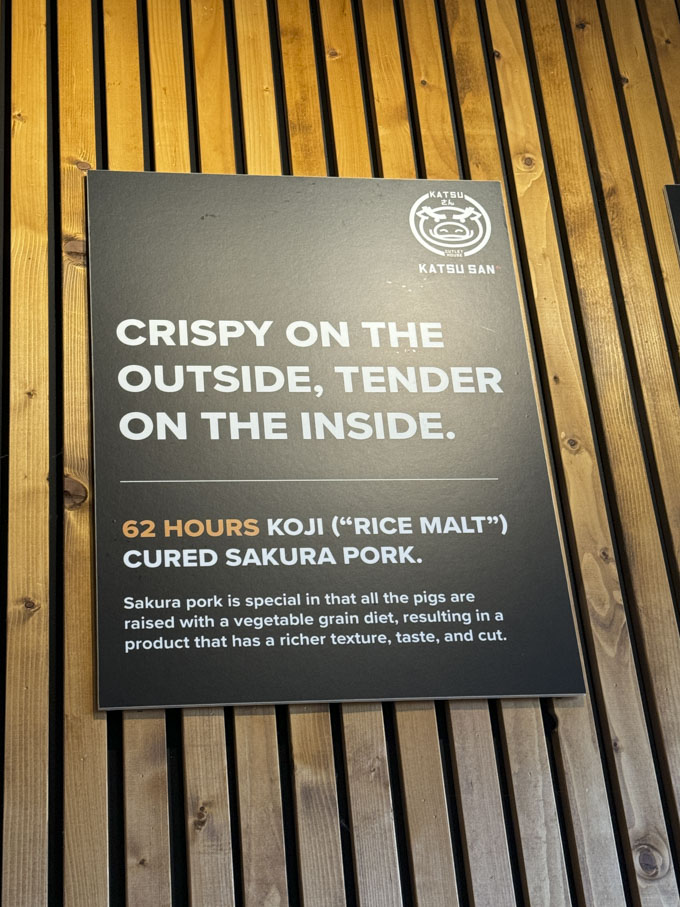 KATSU
さん
CUTLET
HOUSE
KATSU SAN
CRISPY ON THE
OUTSIDE, TENDER
ON THE INSIDE.
62 HOURS KOJI (“RICE MALT”)
CURED SAKURA PORK.
Sakura pork is special in that all the pigs are
raised with a vegetable grain diet, resulting in a
product that has a richer texture, taste, and cut.